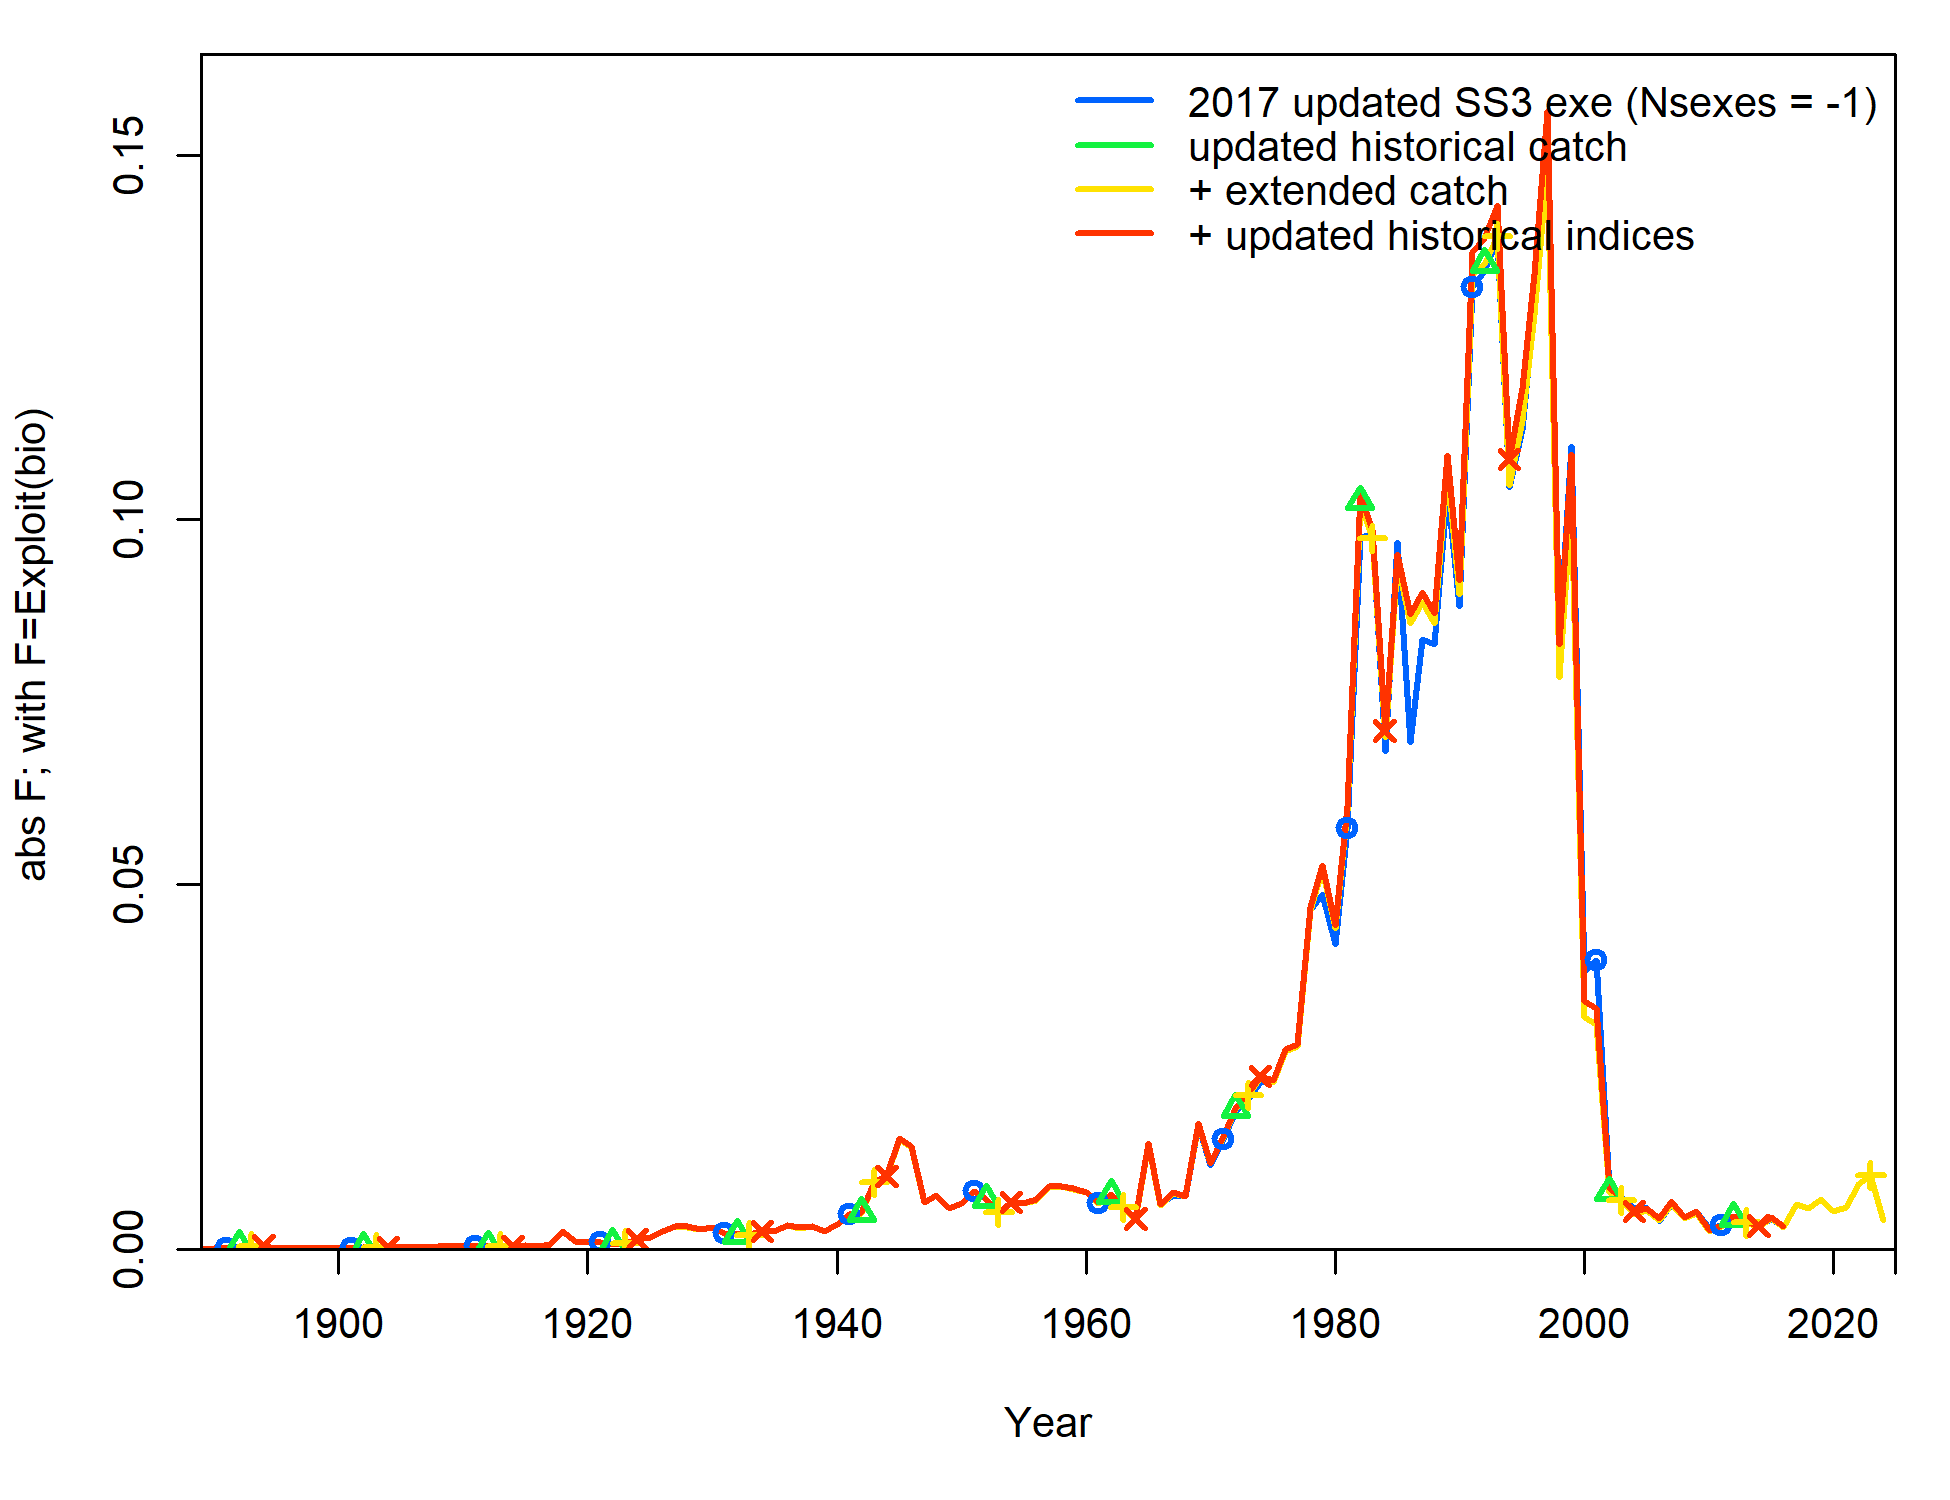 2017 updated SS3 exe (Nsexes = -1)
updated historical catch
+ extended catch
+ updated historical indices
abs F; with F=Exploit(bio)
0.15
0.10
0.05
0.00
1900 1920 1940 1960 1980 2000 2020
Year